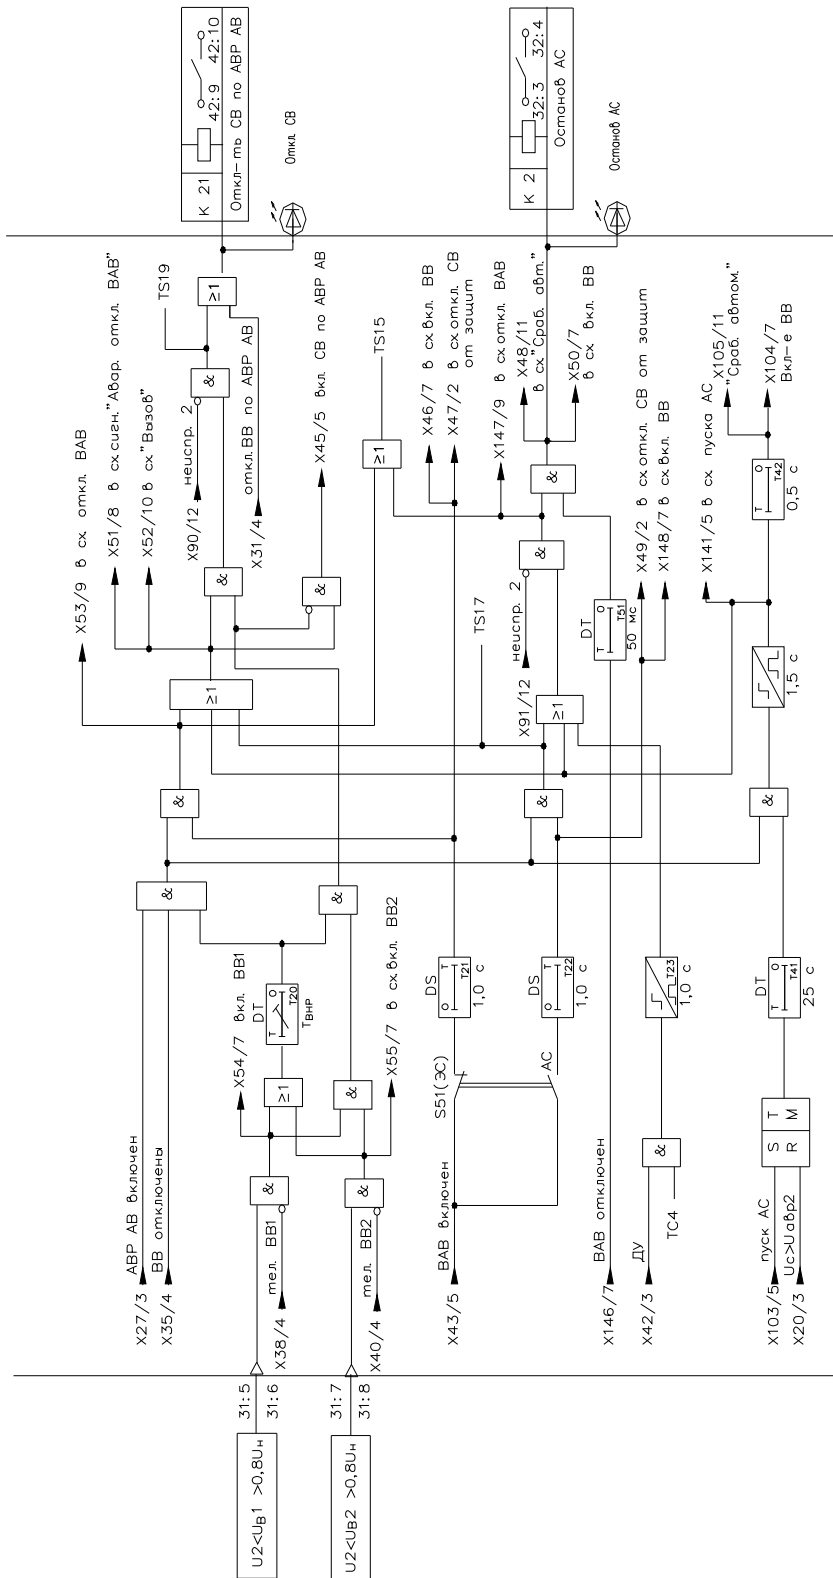 U2<UВ1 >0,8Uн
31:5
31:6
U2<UВ2 >0,8Uн
31:7
31:8
X27/3
АВР АВ включен
X35/4
ВВ отключены
X38/4
тел. ВВ1
X40/4
тел. ВВ2
X43/5
ВАВ включен
X146/7
ВАВ отключен
X42/3
ДУ
ТС4
X103/5
пуск АС
X20/3
Uс>U авр2
&
&
≥1
&
X54/7 вкл. ВВ1
X55/7 в сх.вкл. ВВ2
DT
T O
T20
Tвнр
S51(ЭС)
АС
DS
O T
T21
1,0 с
DS
O T
T22
1,0 с
&
T23
1,0 с
S T
R M
DT
T O
T41
25 с
&
&
&
&
&
≥1
≥1
TS17
X91/12
неиспр. 2
&
&
1,5 с
DT
T O
T51
50 мс
T O
T42
0,5 с
X53/9 в сх. откл. ВАВ
X51/8 в сх.сигн."Авар. откл. ВАВ"
X52/10 в сх."Вызов"
&
&
X90/12
неиспр. 2
&
≥1
TS19
X31/4
откл.ВВ по АВР АВ
X45/5 вкл. СВ по АВР АВ
≥1
TS15
X46/7 в сх.вкл. ВВ
X47/2 в сх.откл. СВ
от защит
X147/9 в сх.откл. ВАВ
X48/11
в сх."Сраб. авт."
X50/7
в сх. вкл. ВВ
X49/2 в сх.откл. СВ от защит
X148/7 в сх.вкл. ВВ
X141/5 в сх. пуска АС
X105/11
"Сраб. автом."
X104/7
Вкл-е ВВ
K 21
42:9
42:10
Откл-ть СВ по АВР АВ
Откл. СВ
K 2
32:3
32:4
Останов АС
Останов АС